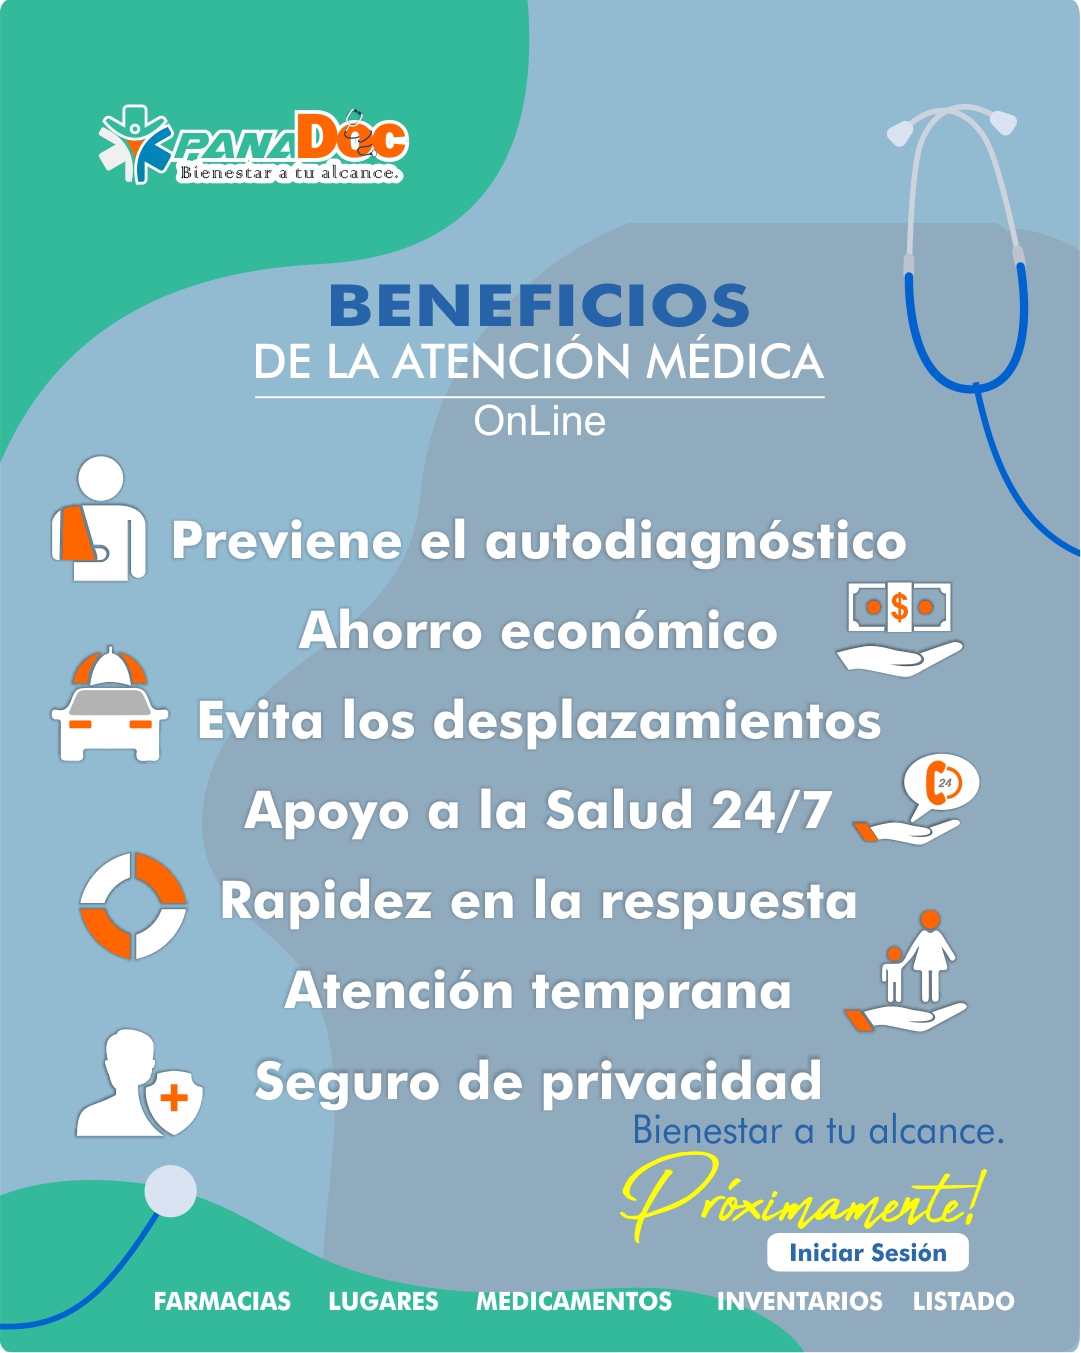 PANADOC
Bienestar a tu alcance.
BENEFICIOS
DE LA ATENCIÓN MÉDICA
OnLine
Previene el autodiagnóstico
$
Ahorro económico
Evita los desplazamientos
24
Apoyo a la Salud 24/7
Rapidez en la respuesta
Atención temprana
Seguro de privacidad
Bienestar a tu alcance.
Próximamente!
Iniciar Sesión
FARMACIAS LUGARES MEDICAMENTOS INVENTARIOS LISTADO